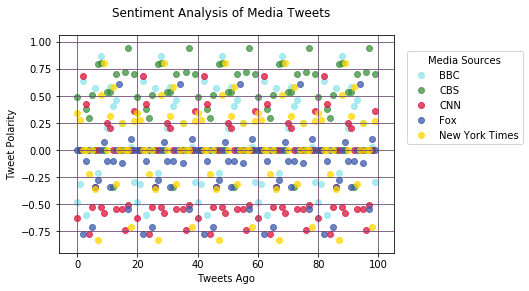 Sentiment Analysis of Media Tweets
1.00
0.75
0.50
0.25
0.00
−0.25
−0.50
−0.75
Tweet Polarity
0
20
40
60
80
100
Tweets Ago
Media Sources
BBC
CBS
CNN
Fox
New York Times